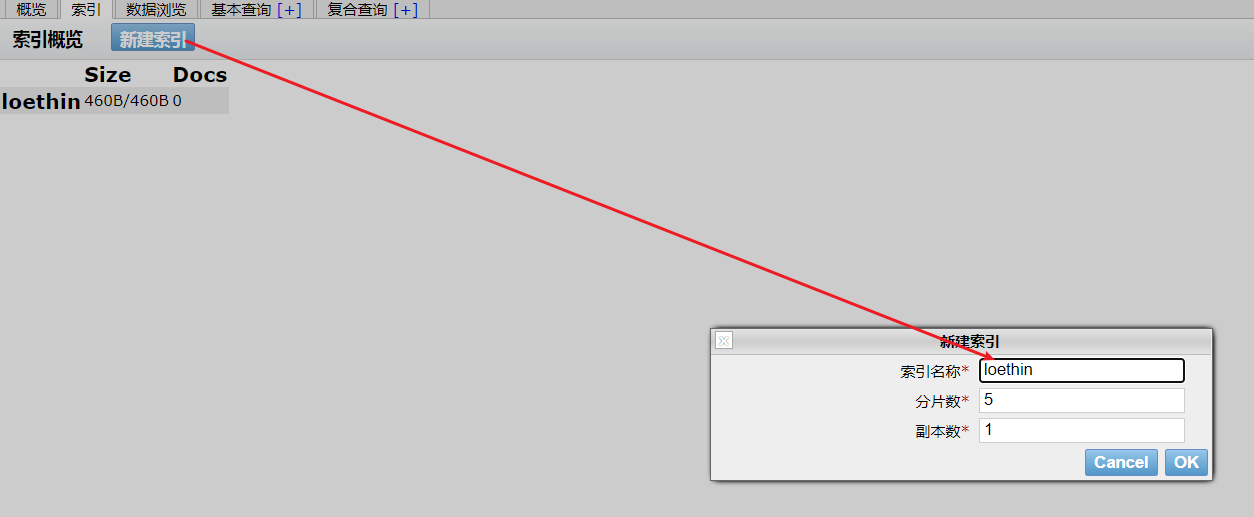 概览 索引 数据浏览 基本查询 [+] 复合查询 [+]
索引概览 新建索引
Size Docs
loethin 460B/460B 0
新建索引
索引名称* loethin
分片数* 5
副本数* 1
Cancel OK